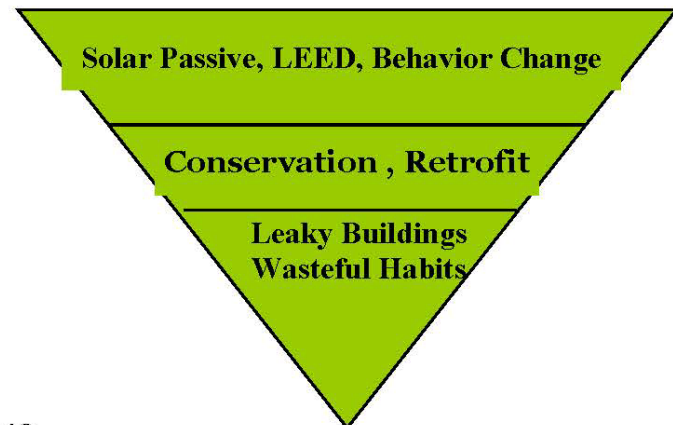 Solar Passive, LEED, Behavior Change
Conservation , Retrofit
Leaky Buildings
Wasteful Habits